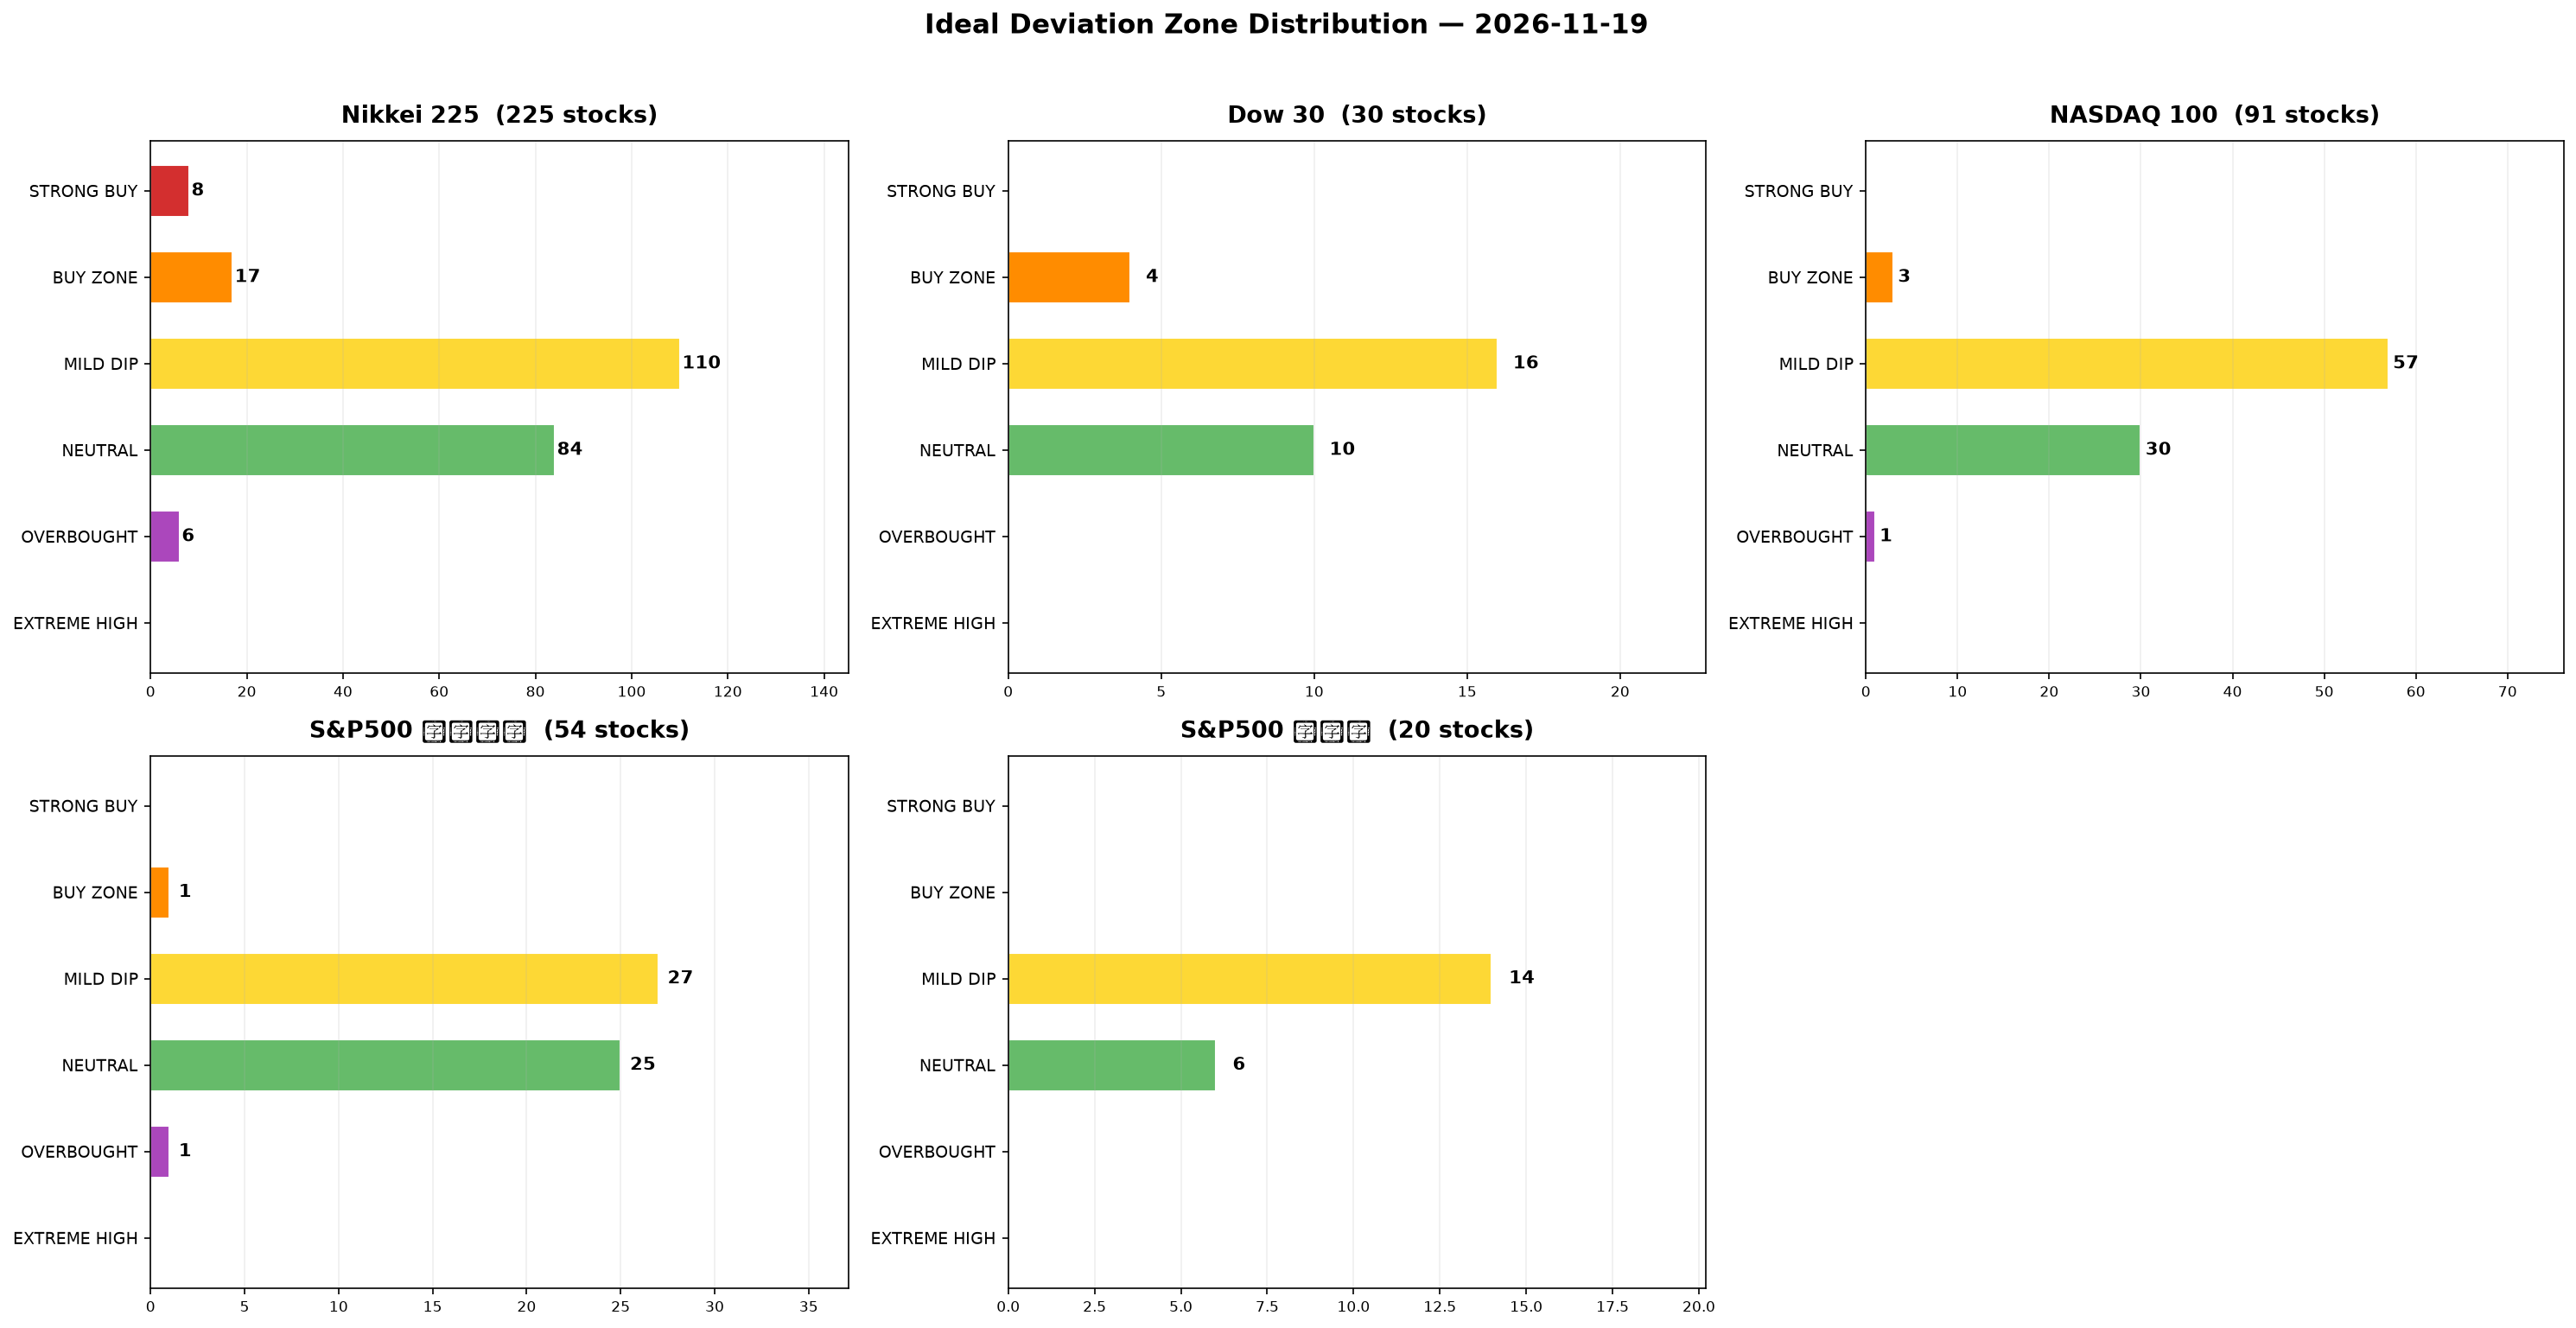 Ideal Deviation Zone Distribution — 2026-11-19
Nikkei 225 (225 stocks)
STRONG BUY 8
BUY ZONE 17
MILD DIP 110
NEUTRAL 84
OVERBOUGHT 6
EXTREME HIGH
0 20 40 60 80 100 120 140
Dow 30 (30 stocks)
STRONG BUY
BUY ZONE 4
MILD DIP 16
NEUTRAL 10
OVERBOUGHT
EXTREME HIGH
0 5 10 15 20
NASDAQ 100 (91 stocks)
STRONG BUY
BUY ZONE 3
MILD DIP 57
NEUTRAL 30
OVERBOUGHT 1
EXTREME HIGH
0 10 20 30 40 50 60 70
S&P500 (54 stocks)
STRONG BUY
BUY ZONE 1
MILD DIP 27
NEUTRAL 25
OVERBOUGHT 1
EXTREME HIGH
0 5 10 15 20 25 30 35
S&P500 (20 stocks)
STRONG BUY
BUY ZONE
MILD DIP 14
NEUTRAL 6
OVERBOUGHT
EXTREME HIGH
0.0 2.5 5.0 7.5 10.0 12.5 15.0 17.5 20.0